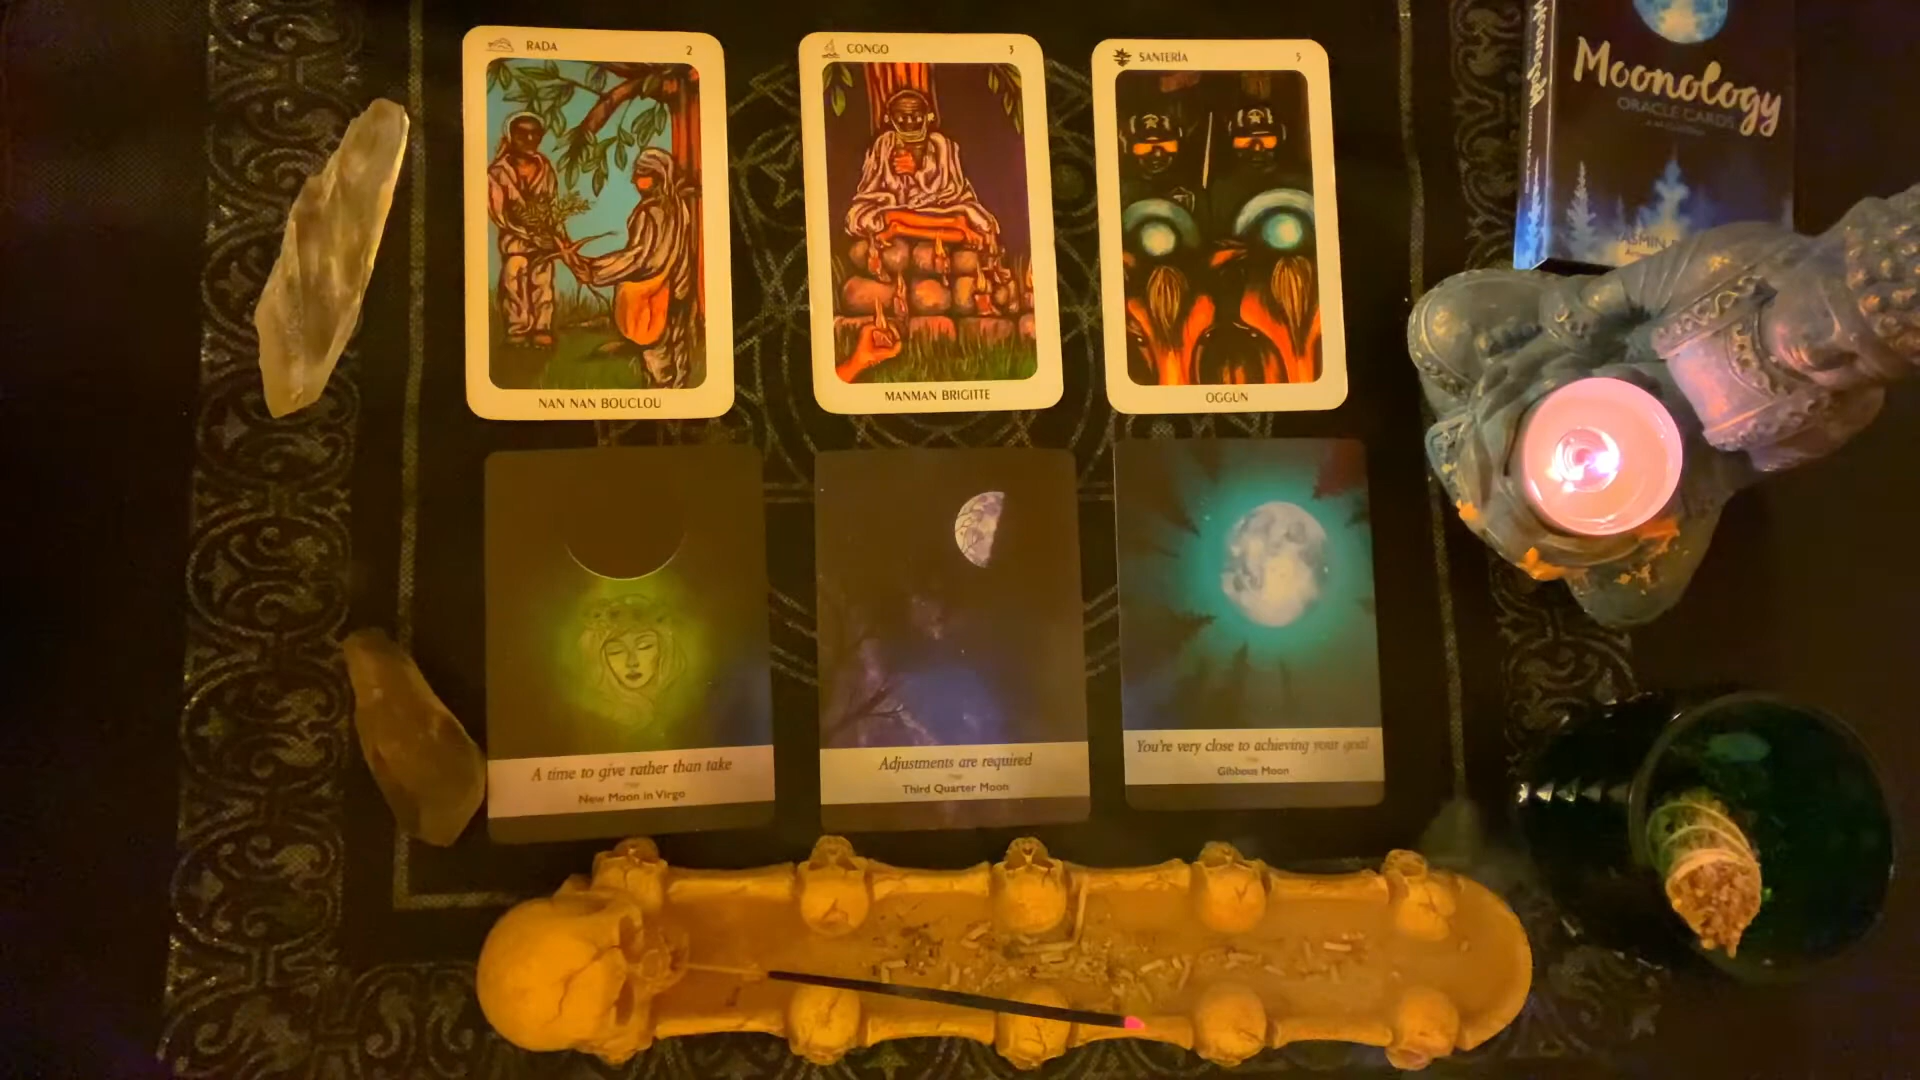 RADA 2
NAN NAN BOUCLOU
CONGO 3
MANMAN BRIGITTE
SANTERÍA 5
OGGÚN
Moonology
ORACLE CARDS
Moonology
A time to give rather than take
New Moon in Virgo
Adjustments are required
Third Quarter Moon
You're very close to achieving your goal
Gibbous Moon